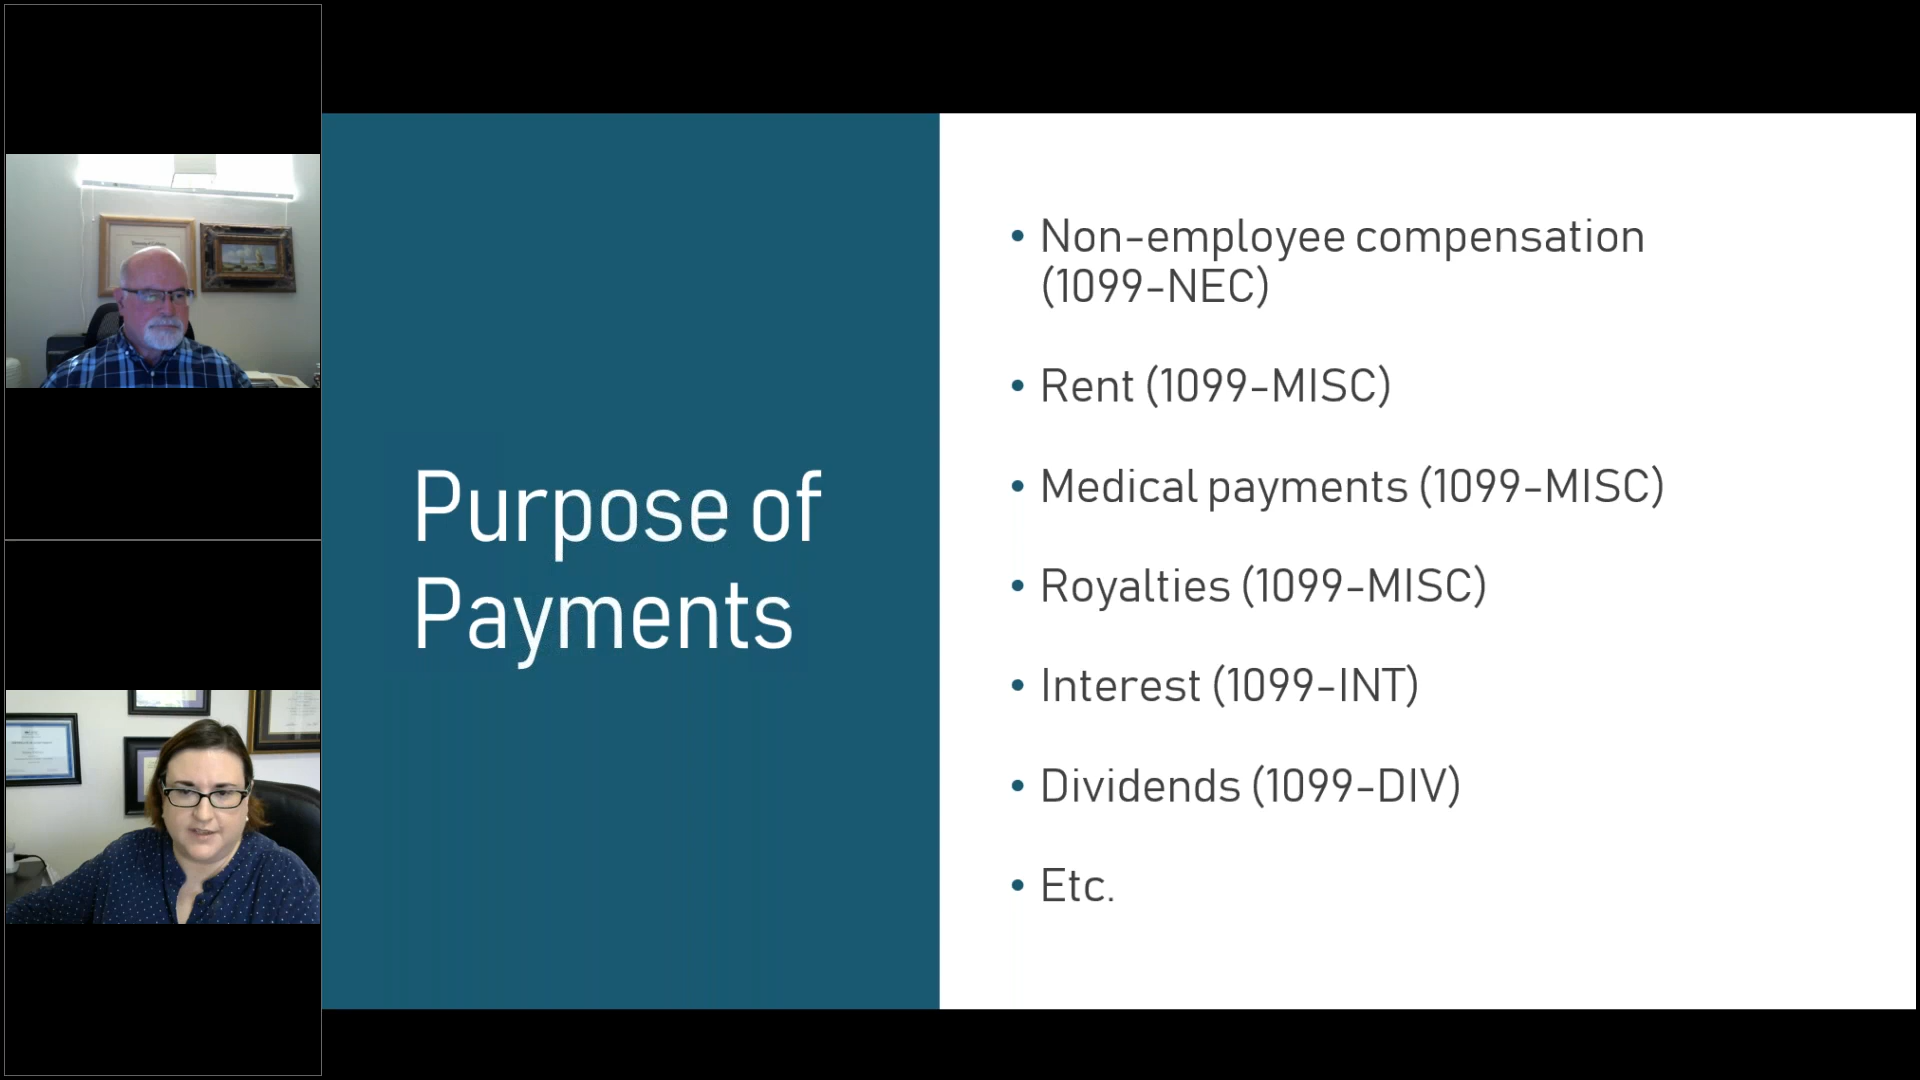 Purpose of
Payments
• Non-employee compensation
(1099-NEC)
• Rent (1099-MISC)
• Medical payments (1099-MISC)
• Royalties (1099-MISC)
• Interest (1099-INT)
• Dividends (1099-DIV)
• Etc.